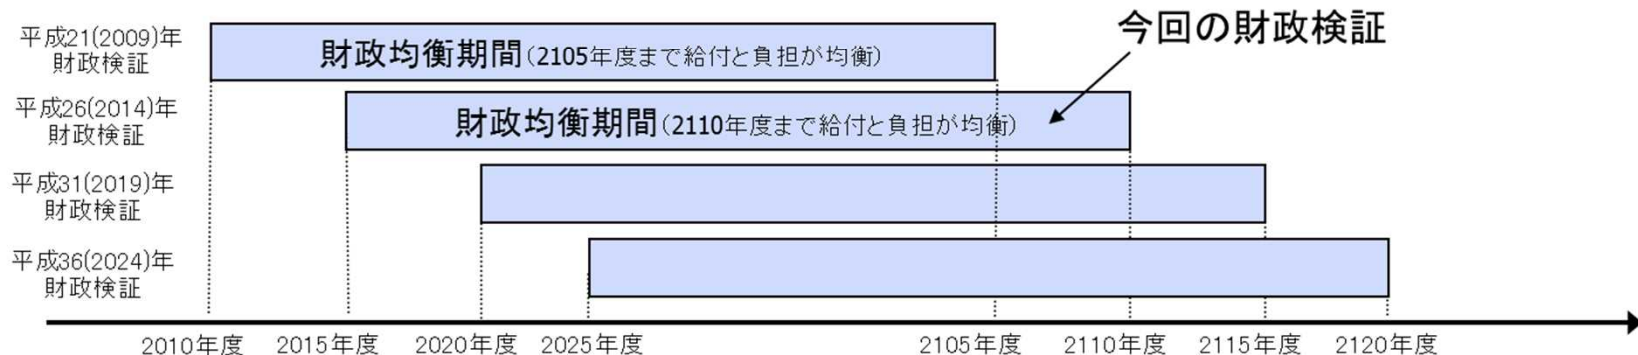 今回の財政検証
平成21(2009)年
財政検証
財政均衡期間(2105年度まで給付と負担が均衡)
平成26(2014)年
財政検証
財政均衡期間(2110年度まで給付と負担が均衡)
平成31(2019)年
財政検証
平成36(2024)年
財政検証
2010年度 2015年度 2020年度 2025年度 2105年度 2110年度 2115年度 2120年度